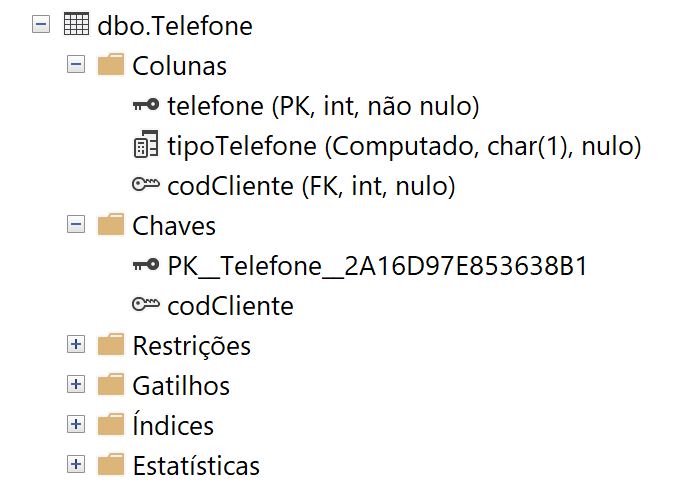 dbo.Telefone
Colunas
telefone (PK, int, não nulo)
tipoTelefone (Computado, char(1), nulo)
codCliente (FK, int, nulo)
Chaves
PK__Telefone__2A16D97E853638B1
codCliente
Restrições
Gatilhos
Índices
Estatísticas